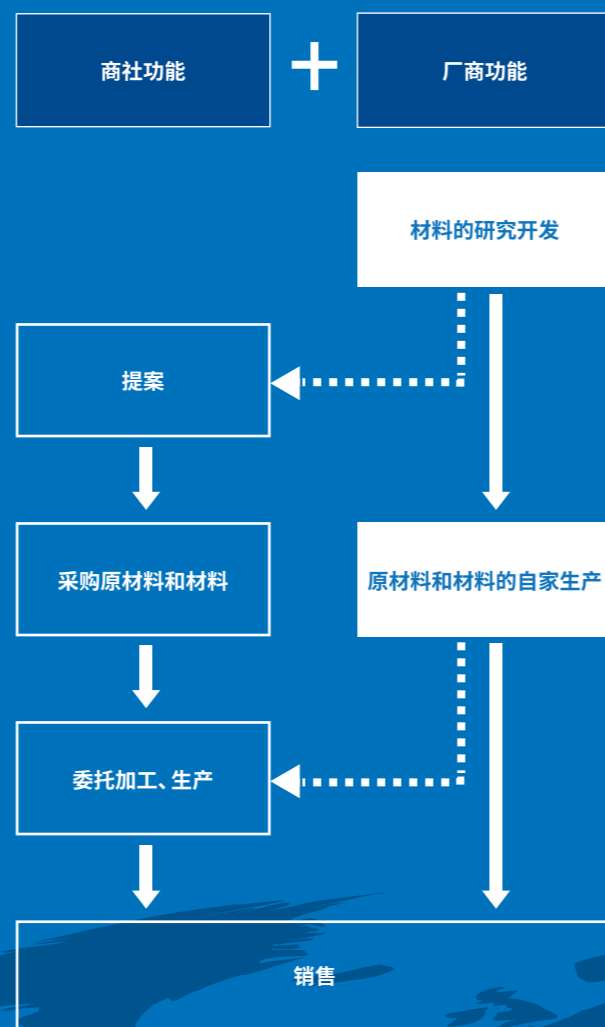 商社功能
厂商功能
材料的研究开发
提案
采购原材料和材料
原材料和材料的自家生产
委托加工、生产
销售